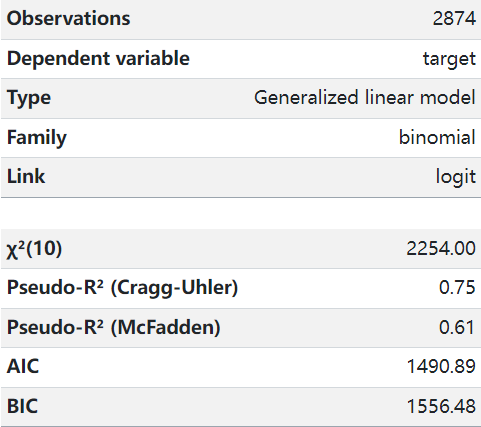 Observations 2874
Dependent variable target
Type Generalized linear model
Family binomial
Link logit
χ²(10) 2254.00
Pseudo-R² (Cragg-Uhler) 0.75
Pseudo-R² (McFadden) 0.61
AIC 1490.89
BIC 1556.48